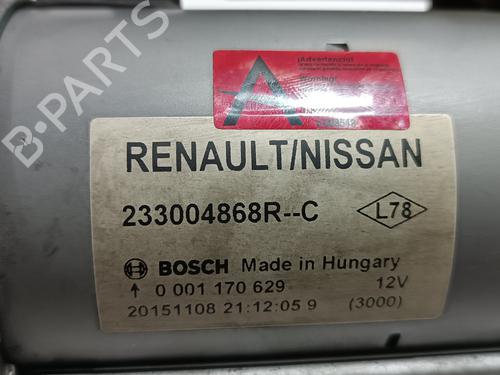 B-PARTS
¡Advertencia!
Warning!
RENAULT/NISSAN
233004868R--C
L78
BOSCH Made in Hungary
0 001 170 629 12V
20151108 21:12:05 9 (3000)